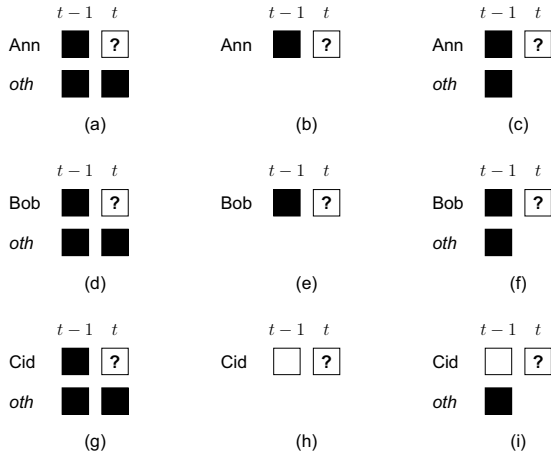 t − 1 t t − 1 t t − 1 t
Ann ? Ann ? Ann ?
oth oth
(a) (b) (c)
t − 1 t t − 1 t t − 1 t
Bob ? Bob ? Bob ?
oth oth
(d) (e) (f)
t − 1 t t − 1 t t − 1 t
Cid ? Cid ? Cid ?
oth oth
(g) (h) (i)